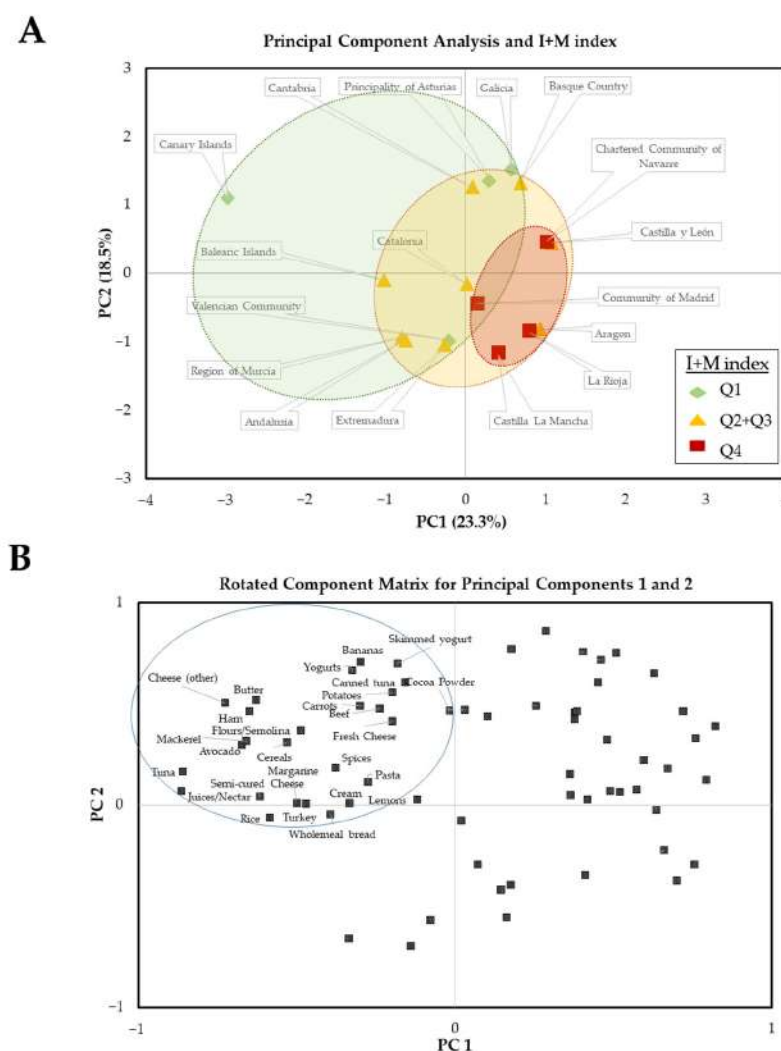 A
Principal Component Analysis and I+M index
3
2
1
0
−1
−2
−3
−4
−3
−2
−1
0
1
2
3
PC2 (18.5%)
PC1 (23.3%)
Cantabria
Principality of Asturias
Galicia
Basque Country
Canary Islands
Chartered Community of
Navarre
Castilla y León
Catalonia
Balearic Islands
Community of Madrid
Valencian Community
Aragon
Region of Murcia
La Rioja
Andalusia
Extremadura
Castilla La Mancha
I+M index
Q1
Q2+Q3
Q4
B
Rotated Component Matrix for Principal Components 1 and 2
1
0
−1
−1
0
1
PC 2
PC 1
Bananas
Skimmed yogurt
Yogurts
Cheese (other)
Canned tuna
Cocoa Powder
Butter
Potatoes
Carrots
Ham
Beef
Flours/Semolina
Fresh Cheese
Mackerel
Avocado
Cereals
Spices
Tuna
Margarine
Pasta
Semi-cured Cheese
Cream
Juices/Nectar
Lemons
Rice
Turkey
Wholemeal bread